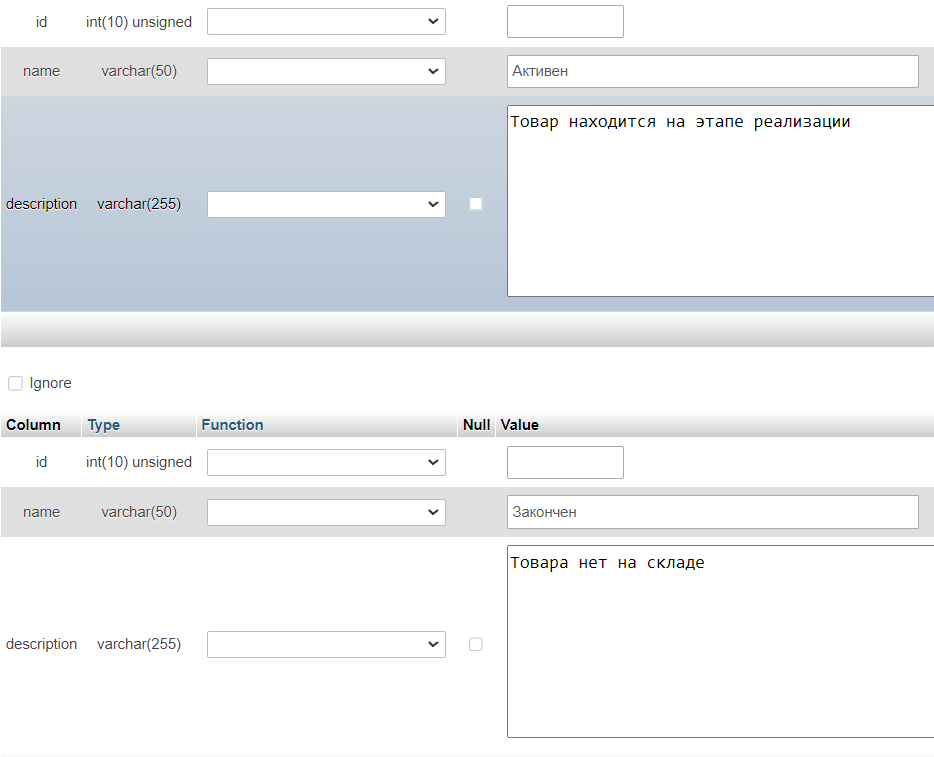 id int(10) unsigned
name varchar(50) Активен
description varchar(255) Товар находится на этапе реализации
Ignore
Column Type Function Null Value
id int(10) unsigned
name varchar(50) Закончен
description varchar(255) Товара нет на складе